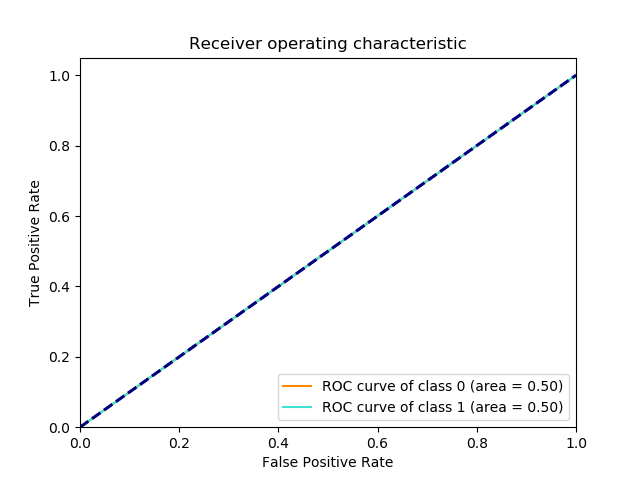 Receiver operating characteristic
True Positive Rate
1.0
0.8
0.6
0.4
0.2
0.0
ROC curve of class 0 (area = 0.50)
ROC curve of class 1 (area = 0.50)
0.0 0.2 0.4 0.6 0.8 1.0
False Positive Rate